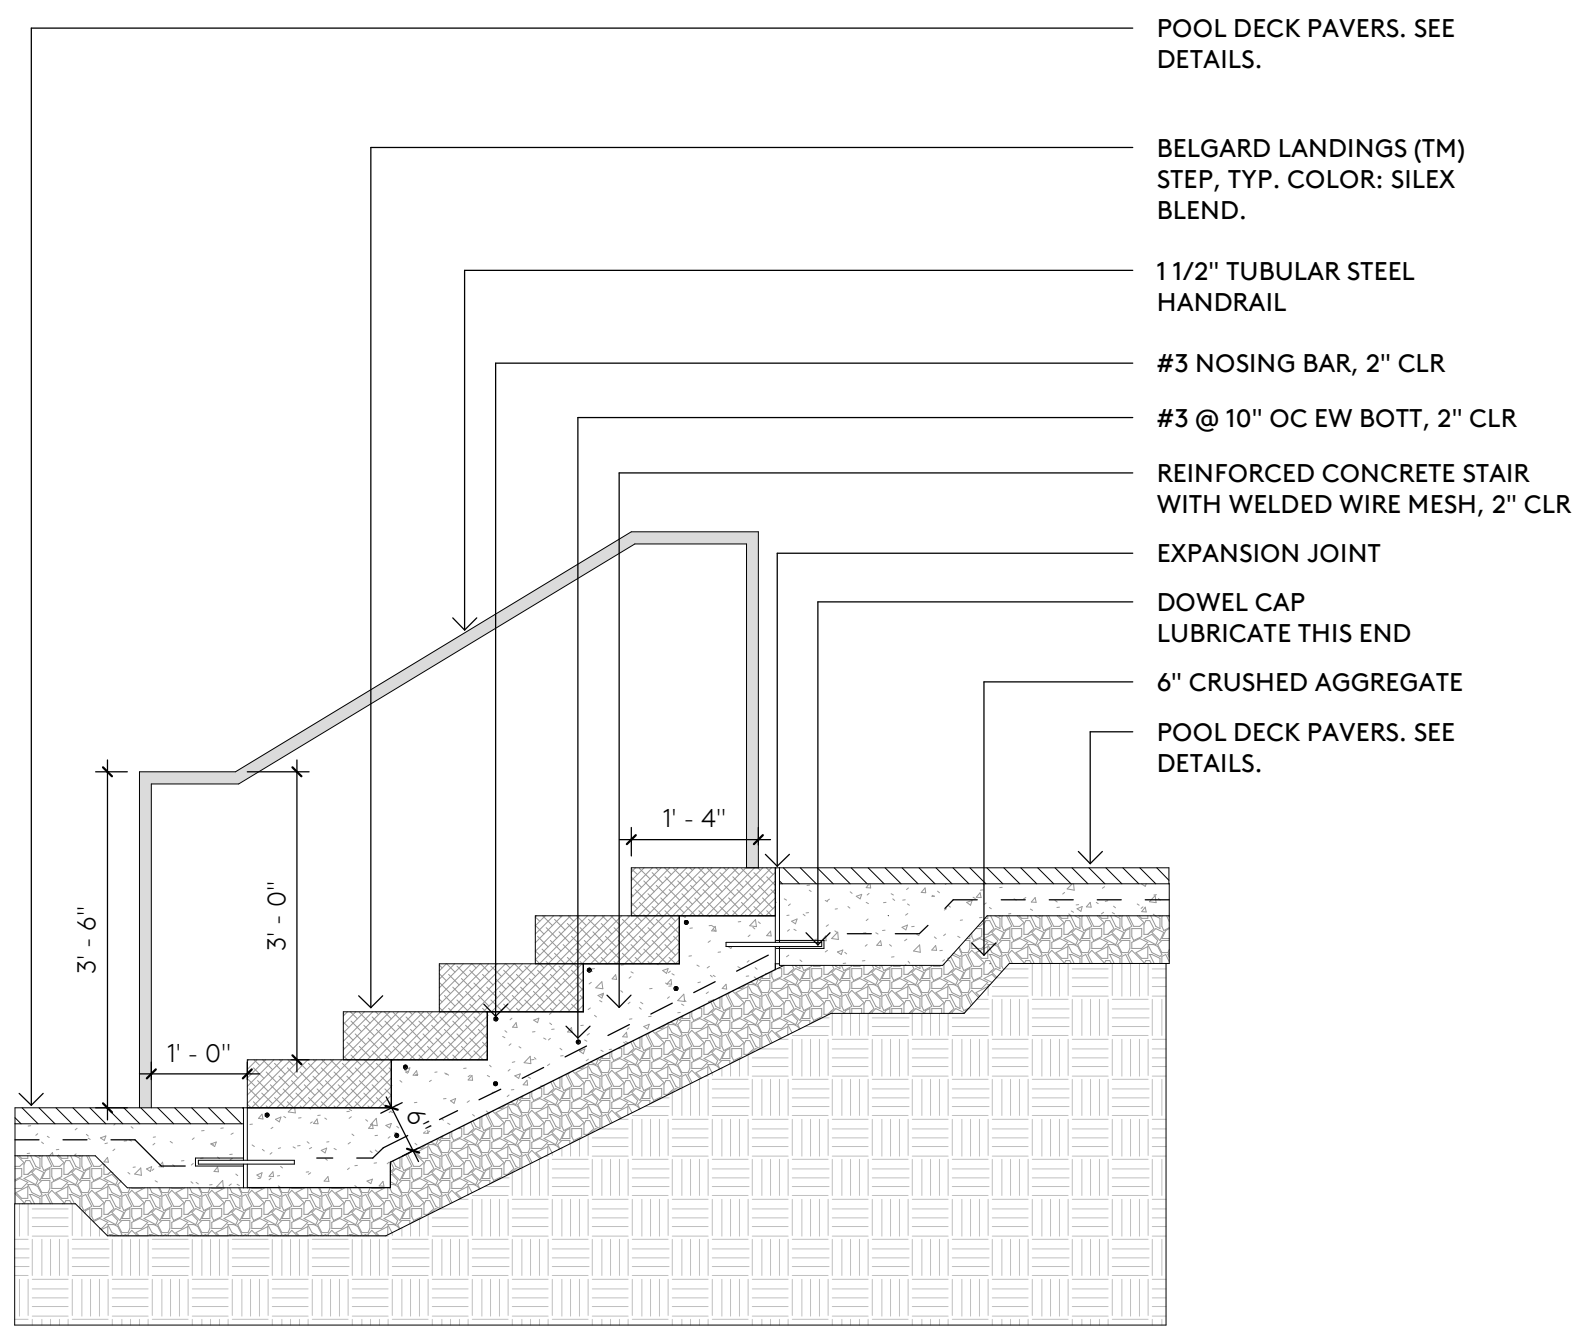 POOL DECK PAVERS. SEE
DETAILS.
BELGARD LANDINGS (TM)
STEP, TYP. COLOR: SILEX
BLEND.
1 1/2" TUBULAR STEEL
HANDRAIL
#3 NOSING BAR, 2" CLR
#3 @ 10" OC EW BOTT, 2" CLR
REINFORCED CONCRETE STAIR
WITH WELDED WIRE MESH, 2" CLR
EXPANSION JOINT
DOWEL CAP
LUBRICATE THIS END
6" CRUSHED AGGREGATE
POOL DECK PAVERS. SEE
DETAILS.
1' - 4"
3' - 6"
3' - 0"
1' - 0"
6"